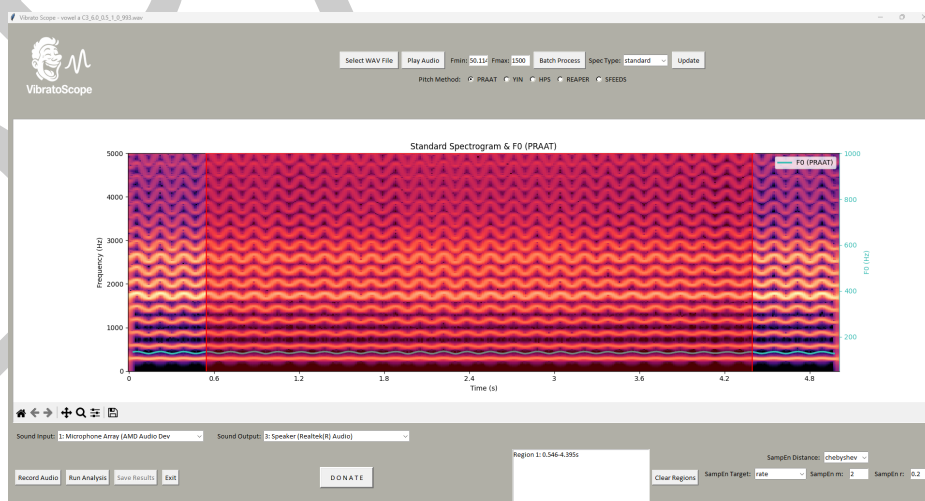 Vibrato Scope - vowel a C3_6.0_0.5_1_0_993.wav
VibratoScope
Select WAV File Play Audio Fmin: 50.114 Fmax: 1500 Batch Process Spec Type: standard Update
Pitch Method: PRAAT YIN HPS REAPER SFEEDS
Standard Spectrogram & F0 (PRAAT)
F0 (PRAAT)
5000
4000
3000
2000
1000
0
Frequency (Hz)
1000
800
600
400
200
F0 (Hz)
0 0.6 1.2 1.8 2.4 3 3.6 4.2 4.8
Time (s)
Sound Input: 1: Microphone Array (AMD Audio Dev Sound Output: 3: Speaker (Realtek(R) Audio)
Region 1: 0.546-4.395s
SampEn Distance: chebyshev
Record Audio Run Analysis Save Results Exit DONATE Clear Regions SampEn Target: rate SampEn m: 2 SampEn r: 0.2